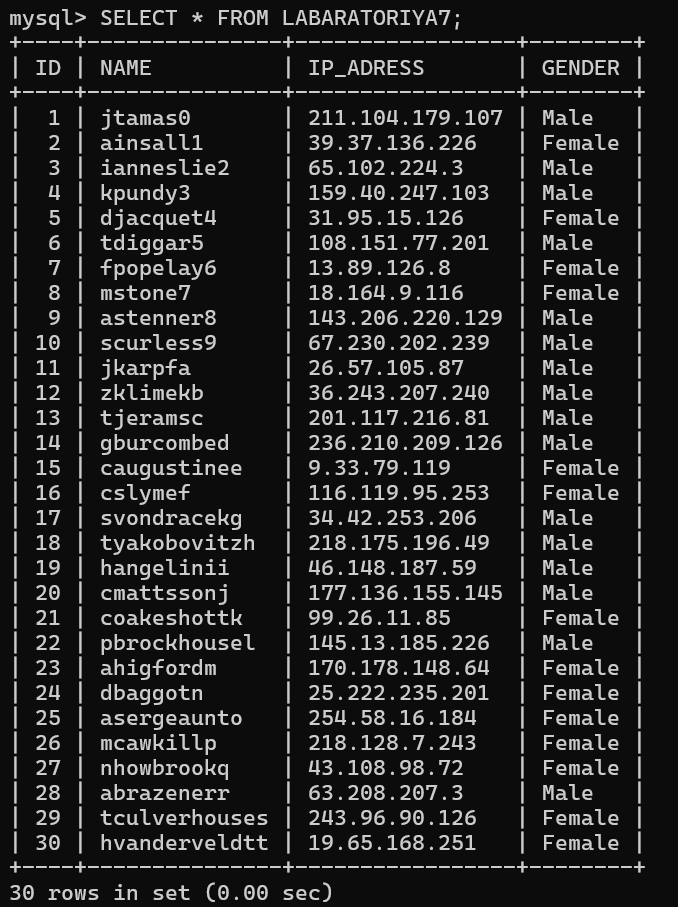 mysql> SELECT * FROM LABARATORIYA7;
+----+---------------+-----------------+--------+
| ID | NAME          | IP_ADRESS       | GENDER |
+----+---------------+-----------------+--------+
|  1 | jtamas0       | 211.104.179.107 | Male   |
|  2 | ainsall1      | 39.37.136.226   | Female |
|  3 | ianneslie2    | 65.102.224.3    | Male   |
|  4 | kpundy3       | 159.40.247.103  | Male   |
|  5 | djacquet4     | 31.95.15.126    | Female |
|  6 | tdiggar5      | 108.151.77.201  | Male   |
|  7 | fpopelay6     | 13.89.126.8     | Female |
|  8 | mstone7       | 18.164.9.116    | Female |
|  9 | astenner8     | 143.206.220.129 | Male   |
| 10 | scurless9     | 67.230.202.239  | Male   |
| 11 | jkarpfa       | 26.57.105.87    | Male   |
| 12 | zklimekb      | 36.243.207.240  | Male   |
| 13 | tjeramsc      | 201.117.216.81  | Male   |
| 14 | gburcombed    | 236.210.209.126 | Male   |
| 15 | caugustinee   | 9.33.79.119     | Female |
| 16 | cslymef       | 116.119.95.253  | Female |
| 17 | svondracekg   | 34.42.253.206   | Male   |
| 18 | tyakobovitzh  | 218.175.196.49  | Male   |
| 19 | hangelinii    | 46.148.187.59   | Male   |
| 20 | cmattssonj    | 177.136.155.145 | Male   |
| 21 | coakeshottk   | 99.26.11.85     | Female |
| 22 | pbrockhousel  | 145.13.185.226  | Male   |
| 23 | ahigfordm     | 170.178.148.64  | Female |
| 24 | dbaggotn      | 25.222.235.201  | Female |
| 25 | asergeaunto   | 254.58.16.184   | Female |
| 26 | mcawkillp     | 218.128.7.243   | Female |
| 27 | nhowbrookq    | 43.108.98.72    | Female |
| 28 | abrazenerr    | 63.208.207.3    | Male   |
| 29 | tculverhouses | 243.96.90.126   | Female |
| 30 | hvanderveldtt | 19.65.168.251   | Female |
+----+---------------+-----------------+--------+
30 rows in set (0.00 sec)